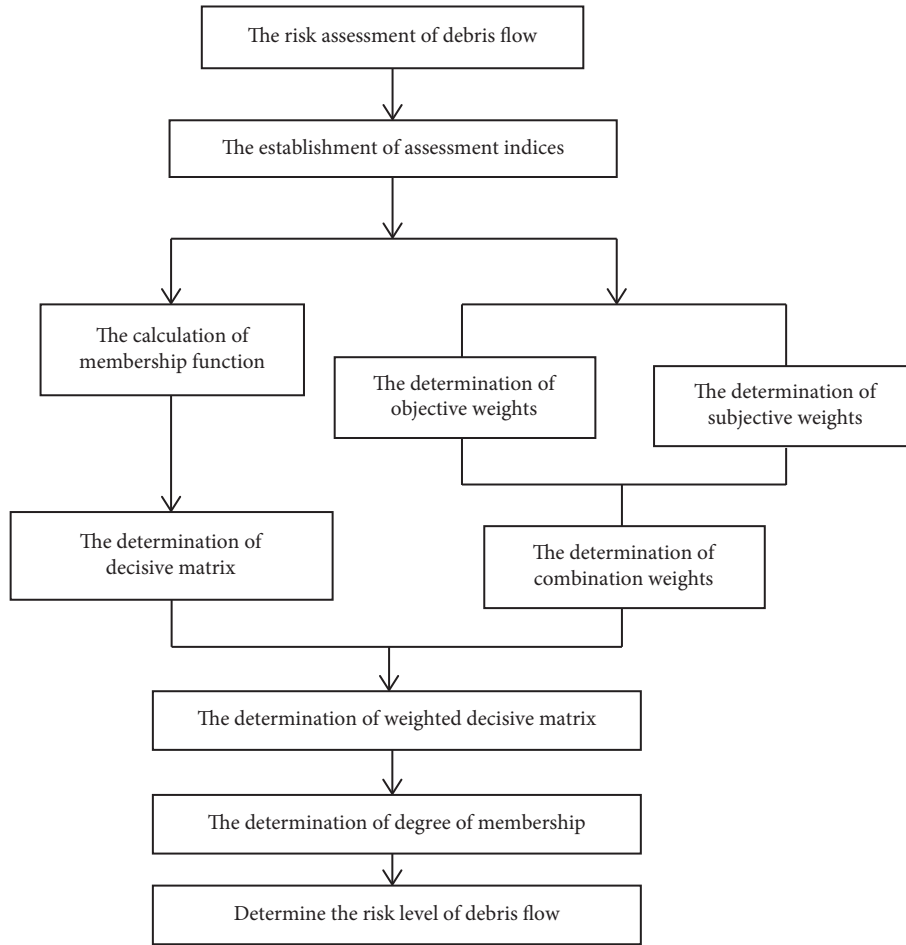 The risk assessment of debris flow
The establishment of assessment indices
The calculation of
membership function
The determination of
objective weights
The determination of
subjective weights
The determination of
decisive matrix
The determination of
combination weights
The determination of weighted decisive matrix
The determination of degree of membership
Determine the risk level of debris flow